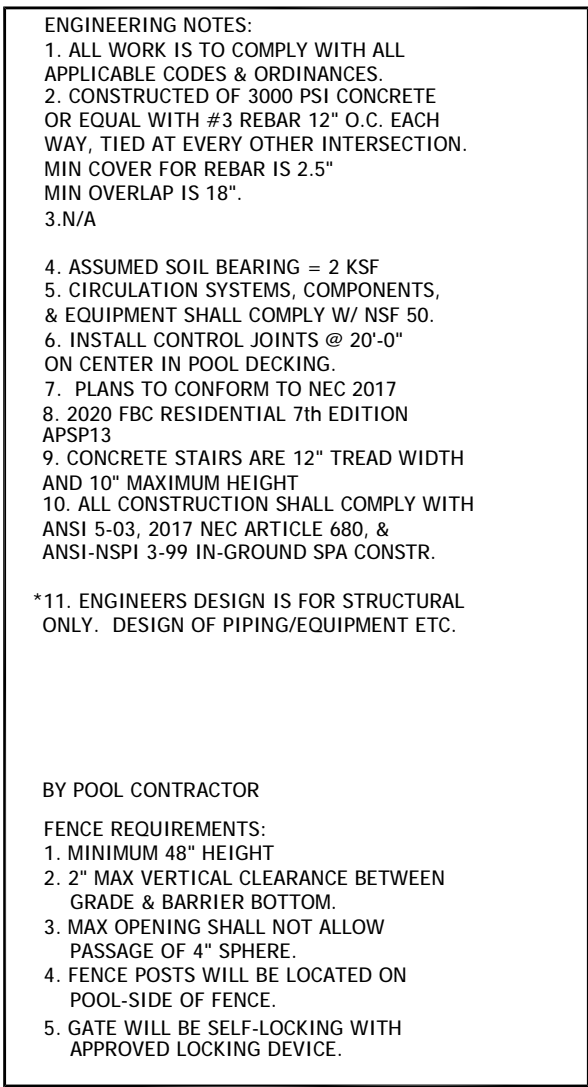 ENGINEERING NOTES:
1. ALL WORK IS TO COMPLY WITH ALL
APPLICABLE CODES & ORDINANCES.
2. CONSTRUCTED OF 3000 PSI CONCRETE
OR EQUAL WITH #3 REBAR 12" O.C. EACH
WAY, TIED AT EVERY OTHER INTERSECTION.
MIN COVER FOR REBAR IS 2.5"
MIN OVERLAP IS 18".
3.N/A
4. ASSUMED SOIL BEARING = 2 KSF
5. CIRCULATION SYSTEMS, COMPONENTS,
& EQUIPMENT SHALL COMPLY W/ NSF 50.
6. INSTALL CONTROL JOINTS @ 20'-0"
ON CENTER IN POOL DECKING.
7. PLANS TO CONFORM TO NEC 2017
8. 2020 FBC RESIDENTIAL 7th EDITION
APSP13
9. CONCRETE STAIRS ARE 12" TREAD WIDTH
AND 10" MAXIMUM HEIGHT
10. ALL CONSTRUCTION SHALL COMPLY WITH
ANSI 5-03, 2017 NEC ARTICLE 680, &
ANSI-NSPI 3-99 IN-GROUND SPA CONSTR.
*11. ENGINEERS DESIGN IS FOR STRUCTURAL
ONLY. DESIGN OF PIPING/EQUIPMENT ETC.
BY POOL CONTRACTOR
FENCE REQUIREMENTS:
1. MINIMUM 48" HEIGHT
2. 2" MAX VERTICAL CLEARANCE BETWEEN
GRADE & BARRIER BOTTOM.
3. MAX OPENING SHALL NOT ALLOW
PASSAGE OF 4" SPHERE.
4. FENCE POSTS WILL BE LOCATED ON
POOL-SIDE OF FENCE.
5. GATE WILL BE SELF-LOCKING WITH
APPROVED LOCKING DEVICE.